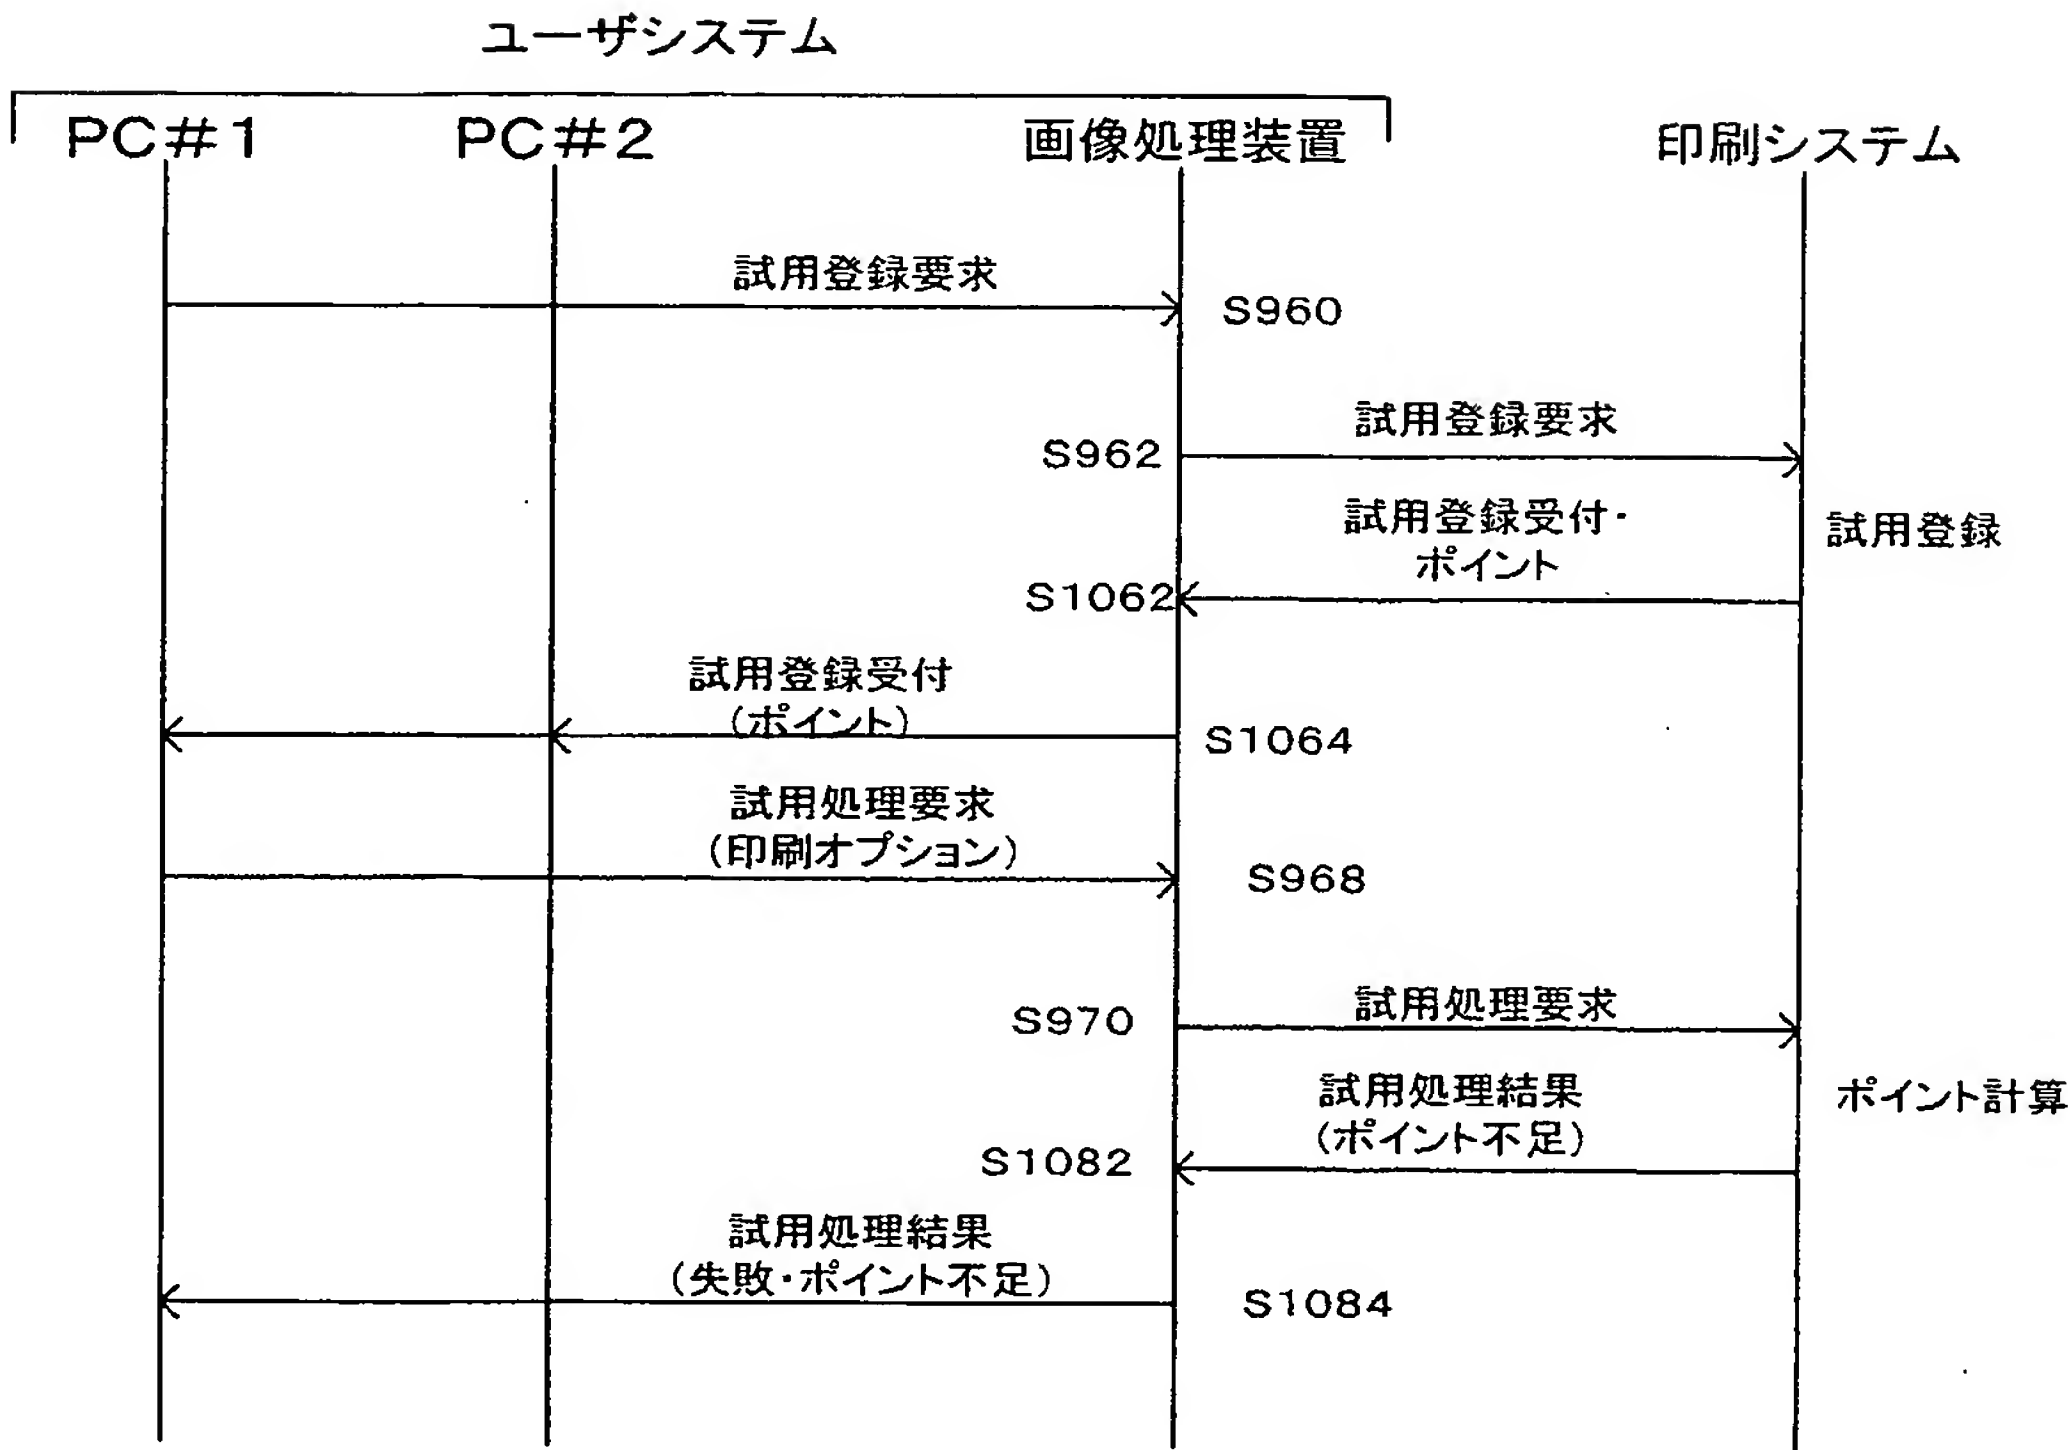 ユーザシステム
PC#1
PC#2
画像処理装置
印刷システム
試用登録要求
S960
試用登録要求
S962
試用登録受付・
ポイント
試用登録
S1062
試用登録受付
(ポイント)
S1064
試用処理要求
(印刷オプション)
S968
試用処理要求
S970
試用処理結果
(ポイント不足)
ポイント計算
S1082
試用処理結果
(失敗・ポイント不足)
S1084